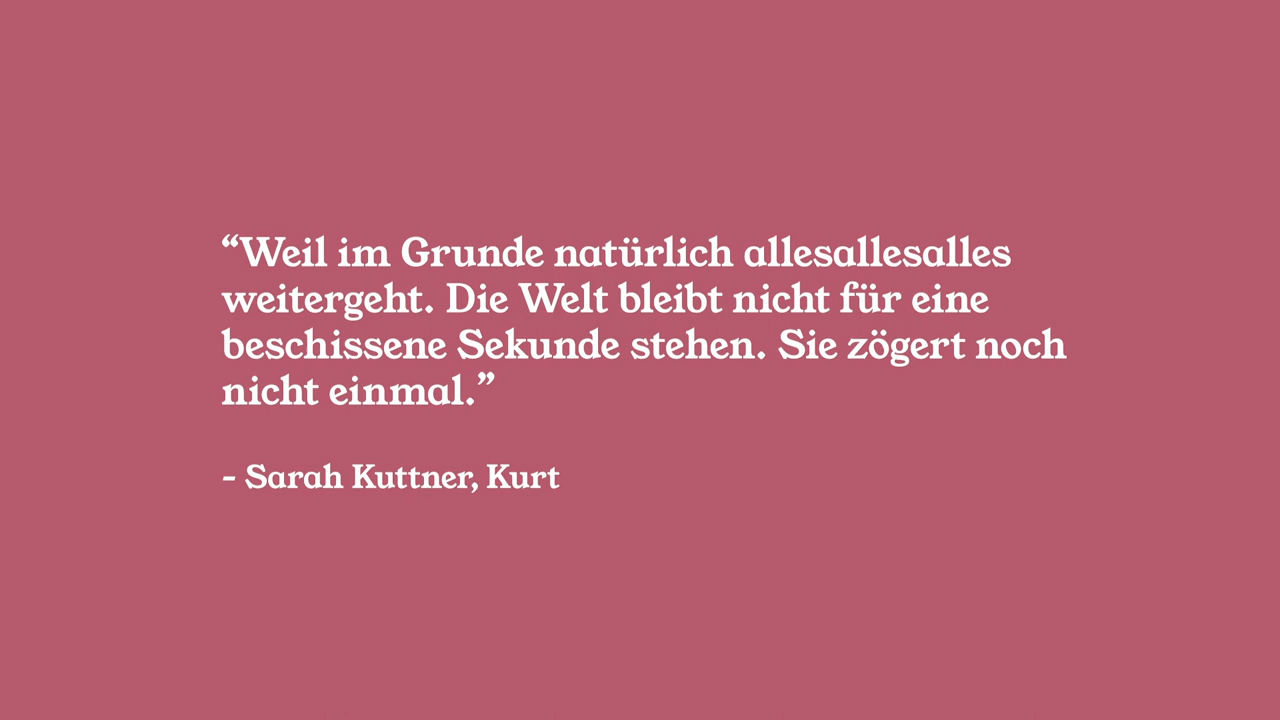 “Weil im Grunde natürlich allesallesalles
weitergeht. Die Welt bleibt nicht für eine
beschissene Sekunde stehen. Sie zögert noch
nicht einmal.”
- Sarah Kuttner, Kurt